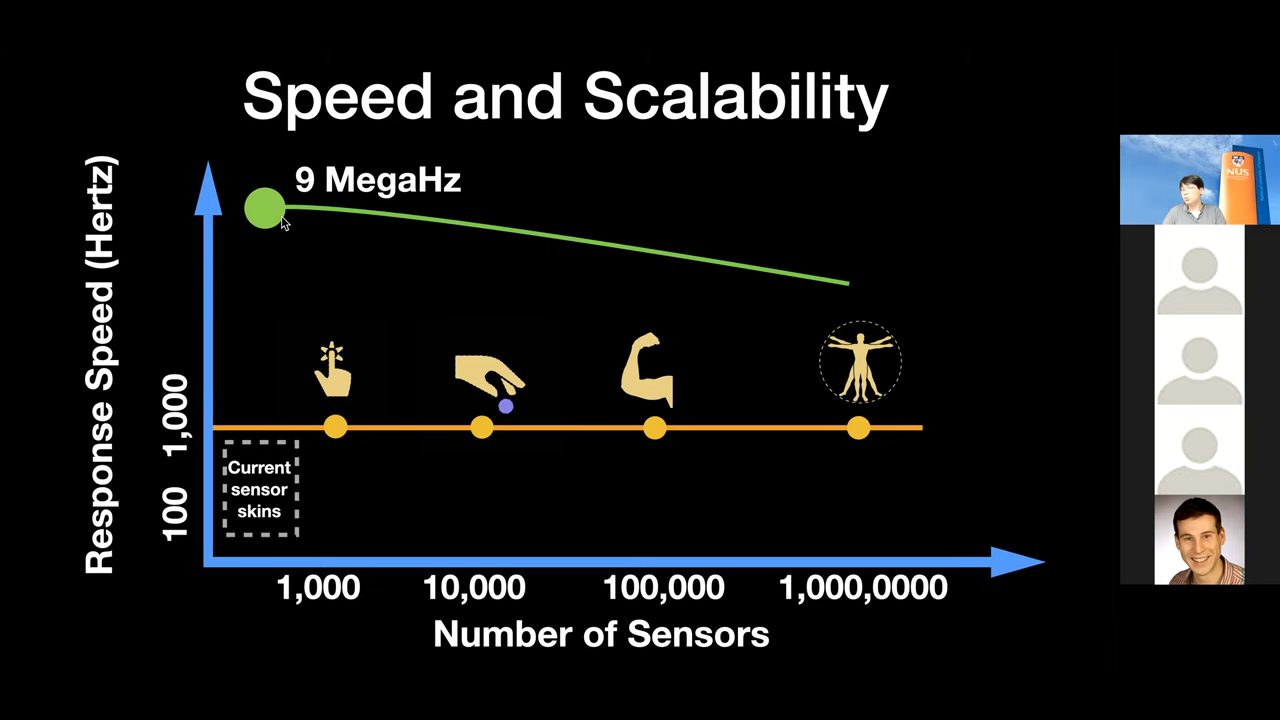 Speed and Scalability
9 MegaHz
Response Speed (Hertz)
1,000
100
Current
sensor
skins
1,000
10,000
100,000
1,000,0000
Number of Sensors
NUS